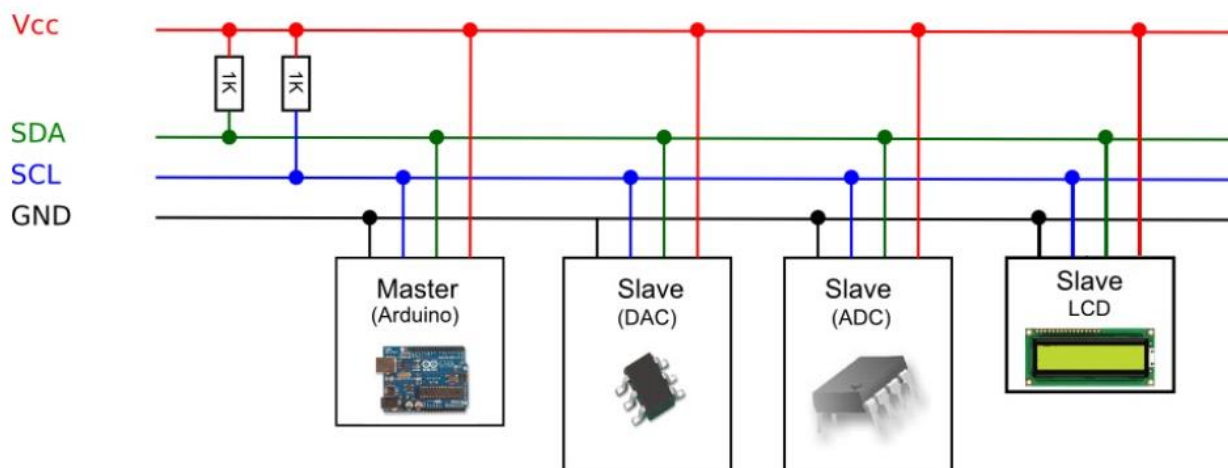 Vcc
1K
1K
SDA
SCL
GND
Master
(Arduino)
Slave
(DAC)
Slave
(ADC)
Slave
LCD